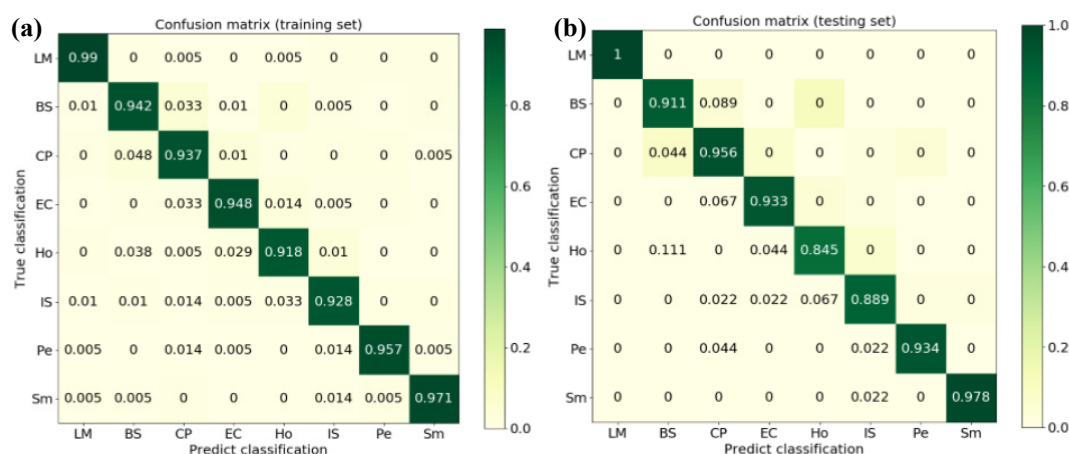 (a)
Confusion matrix (training set)
True classification
LM 0.99 0 0.005 0 0.005 0 0 0
BS 0.01 0.942 0.033 0.01 0 0.005 0 0
CP 0 0.048 0.937 0.01 0 0 0 0.005
EC 0 0 0.033 0.948 0.014 0.005 0 0
Ho 0 0.038 0.005 0.029 0.918 0.01 0 0
IS 0.01 0.01 0.014 0.005 0.033 0.928 0 0
Pe 0.005 0 0.014 0.005 0 0.014 0.957 0.005
Sm 0.005 0.005 0 0 0 0.014 0.005 0.971
LM BS CP EC Ho IS Pe Sm
Predict classification
0.8
0.6
0.4
0.2
0.0
(b)
Confusion matrix (testing set)
True classification
LM 1 0 0 0 0 0 0 0
BS 0 0.911 0.089 0 0 0 0 0
CP 0 0.044 0.956 0 0 0 0 0
EC 0 0 0.067 0.933 0 0 0 0
Ho 0 0.111 0 0.044 0.845 0 0 0
IS 0 0 0.022 0.022 0.067 0.889 0 0
Pe 0 0 0.044 0 0 0.022 0.934 0
Sm 0 0 0 0 0 0.022 0 0.978
LM BS CP EC Ho IS Pe Sm
Predict classification
1.0
0.8
0.6
0.4
0.2
0.0